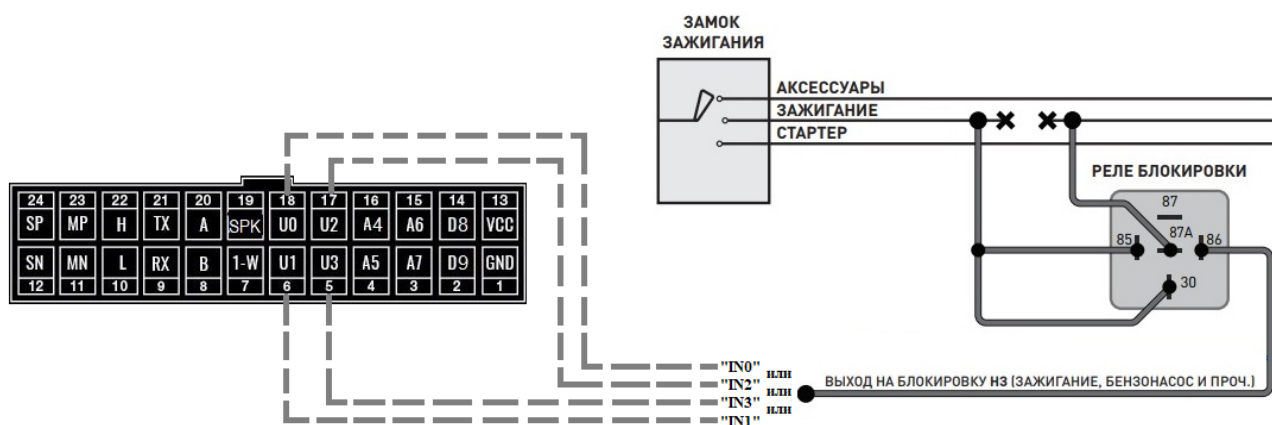 ЗАМОК
ЗАЖИГАНИЯ
АКСЕССУАРЫ
ЗАЖИГАНИЕ
СТАРТЕР
РЕЛЕ БЛОКИРОВКИ
87
85 87A 86
30
24 23 22 21 20 19 18 17 16 15 14 13
SP MP H TX A SPK U0 U2 A4 A6 D8 VCC
SN MN L RX B 1-W U1 U3 A5 A7 D9 GND
12 11 10 9 8 7 6 5 4 3 2 1
"IN0" или
"IN2" или
"IN3" или
"IN1"
ВЫХОД НА БЛОКИРОВКУ НЗ (ЗАЖИГАНИЕ, БЕНЗОНАСОС И ПРОЧ.)